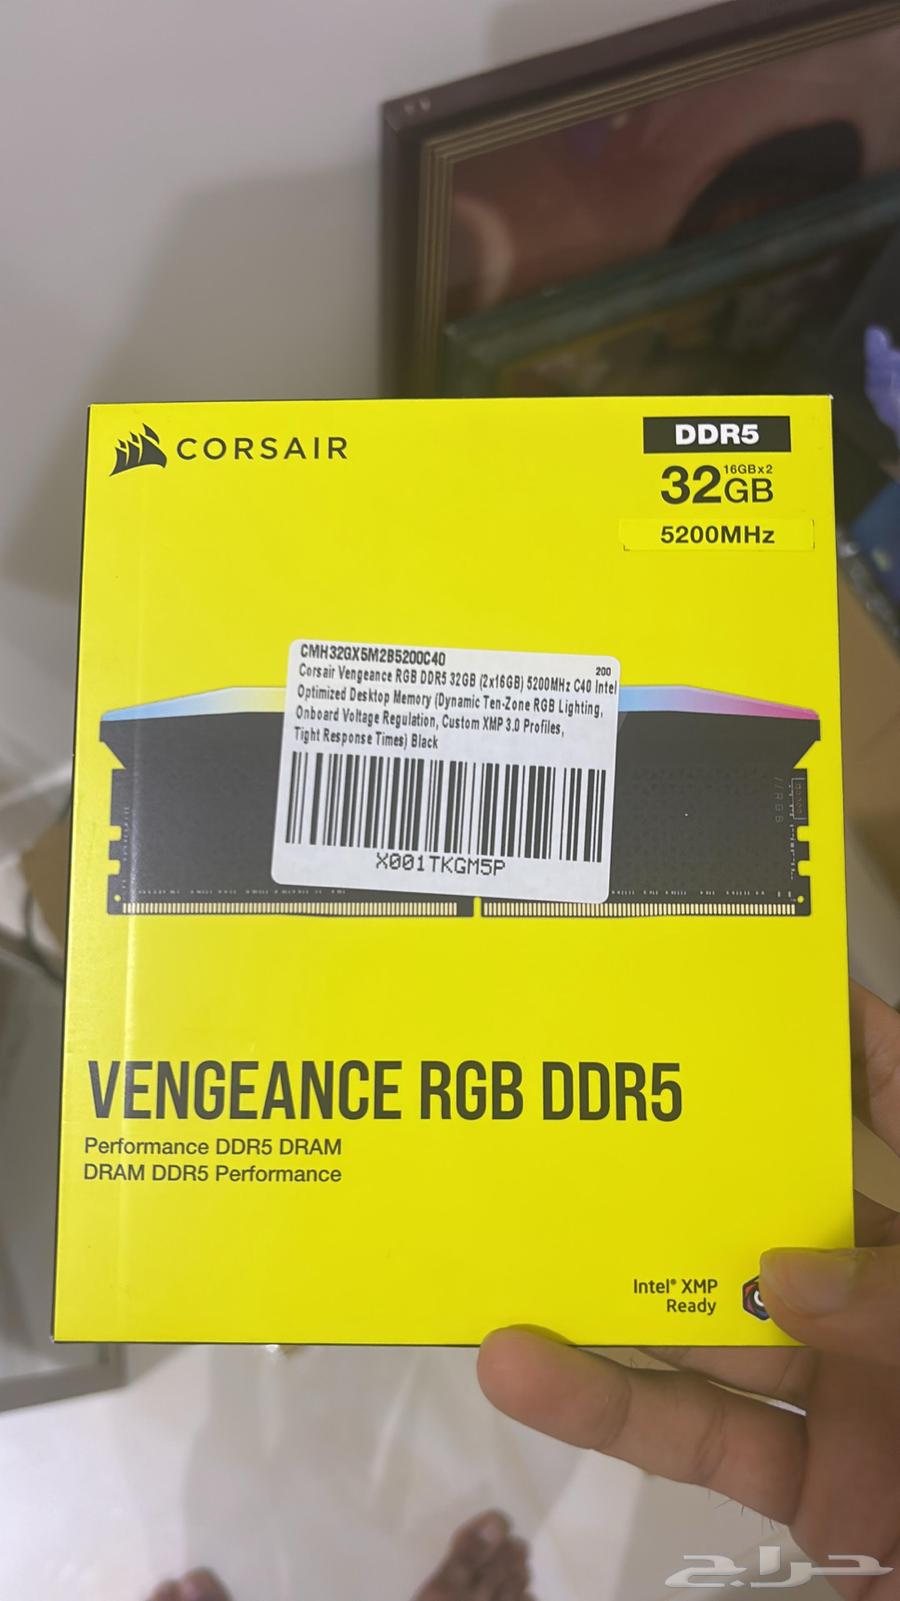 CORSAIR
DDR5
32GB 16GBx2
5200MHz
CMH32GX5M2B5200C40
200
Corsair Vengeance RGB DDR5 32GB (2x16GB) 5200MHz C40 Intel
Optimized Desktop Memory (Dynamic Ten-Zone RGB Lighting,
Onboard Voltage Regulation, Custom XMP 3.0 Profiles,
Tight Response Times) Black
X001TKGM5P
//RGB
VENGEANCE RGB DDR5
Performance DDR5 DRAM
DRAM DDR5 Performance
Intel® XMP
Ready
حراج